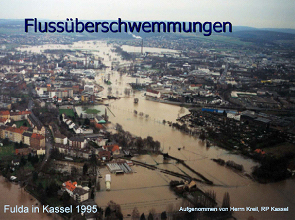 Flussüberschwemmungen
Fulda in Kassel 1995
Aufgenommen von Herrn Kreil, RP Kassel